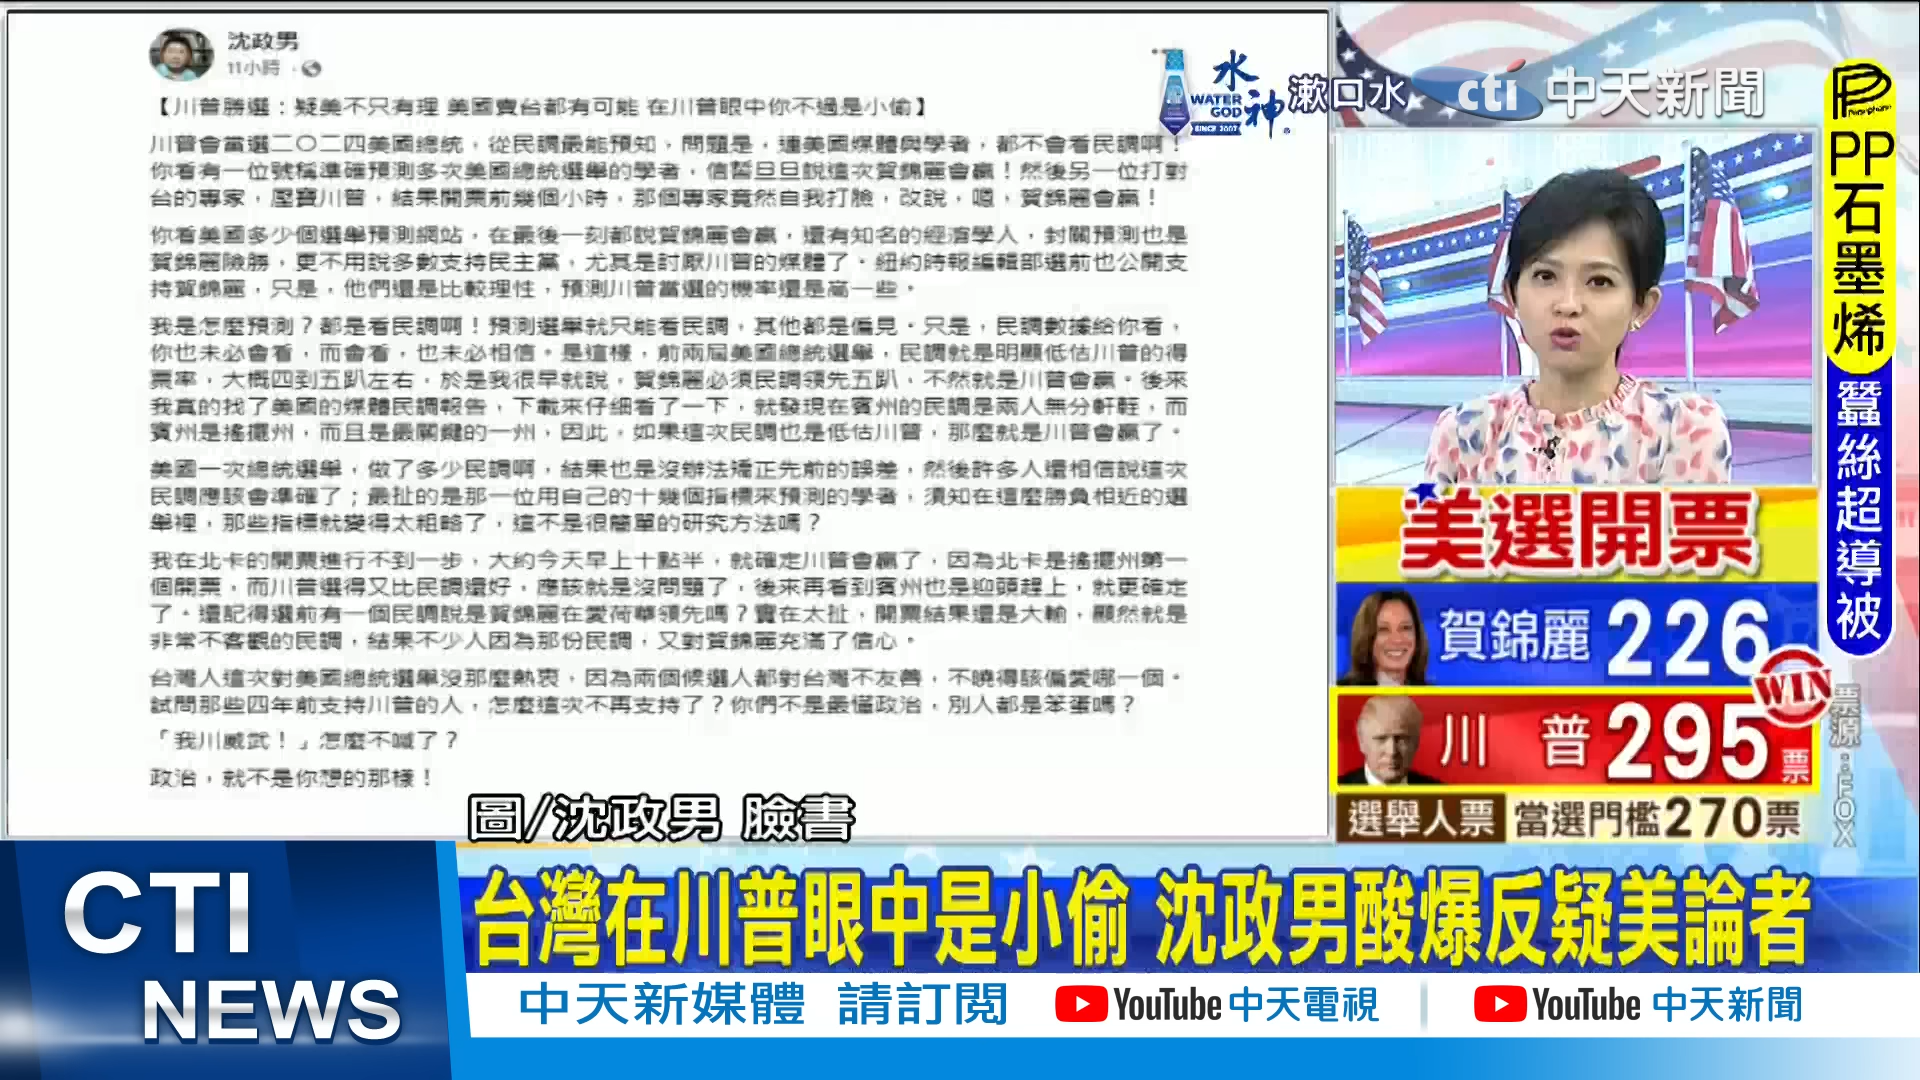 沈政男
11小時
【川普勝選：疑美不只有理 美國賣台都有可能 在川普眼中你不過是小偷】
川普會當選二〇二四美國總統，從民調最能預知，問題是，連美國媒體與學者，都不會看民調啊！
你看有一位號稱準確預測多次美國總統選舉的學者，信誓旦旦說這次賀錦麗會贏！然後另一位打對
台的專家，壓寶川普，結果開票前幾個小時，那個專家竟然自我打臉，改說，嗯，賀錦麗會贏！
你看美國多少個選舉預測網站，在最後一刻都說賀錦麗會贏，還有知名的經濟學人，封關預測也是
賀錦麗險勝，更不用說多數支持民主黨，尤其是討厭川普的媒體了。紐約時報編輯部選前也公開支
持賀錦麗，只是，他們還是比較理性，預測川普當選的機率還是高一些。
我是怎麼預測？都是看民調啊！預測選舉就只能看民調，其他都是偏見。只是，民調數據給你看，
你也未必會看，而會看，也未必相信。是這樣，前兩屆美國總統選舉，民調就是明顯低估川普的得
票率，大概四到五趴左右，於是我很早就說，賀錦麗必須民調領先五趴，不然就是川普會贏。後來
我真的找了美國的媒體民調報告，下載來仔細看了一下，就發現在賓州的民調是兩人無分軒輊，而
賓州是搖擺州，而且是最關鍵的一州，因此，如果這次民調也是低估川普，那麼就是川普會贏了。
美國一次總統選舉，做了多少民調啊，結果也是沒辦法矯正先前的誤差，然後許多人還相信說這次
民調應該會準確了；最扯的是那一位用自己的十幾個指標來預測的學者，須知在這麼勝負相近的選
舉裡，那些指標就變得太粗略了，這不是很簡單的研究方法嗎？
我在北卡的開票進行不到一步，大約今天早上十點半，就確定川普會贏了，因為北卡是搖擺州第一
個開票，而川普選得又比民調還好，應該就是沒問題了，後來再看到賓州也是迎頭趕上，就更確定
了。還記得選前有一個民調說是賀錦麗在愛荷華領先嗎？實在太扯，開票結果還是大輸，顯然就是
非常不客觀的民調，結果不少人因為那份民調，又對賀錦麗充滿了信心。
台灣人這次對美國總統選舉沒那麼熱衷，因為兩個候選人都對台灣不友善，不曉得該偏愛哪一個。
試問那些四年前支持川普的人，怎麼這次不再支持了？你們不是最懂政治，別人都是笨蛋嗎？
「我川威武！」怎麼不喊了？
政治，就不是你想的那樣！
圖/沈政男 臉書
水神
WATER GOD
SINCE 2007
漱口水
cti 中天新聞
PP石墨烯
蠶絲超導被
美選開票
賀錦麗 226
川普 295 票
WIN
選舉人票 當選門檻270票
票源：FOX
台灣在川普眼中是小偷 沈政男酸爆反疑美論者
CTI NEWS
中天新媒體 請訂閱 YouTube 中天電視 YouTube 中天新聞